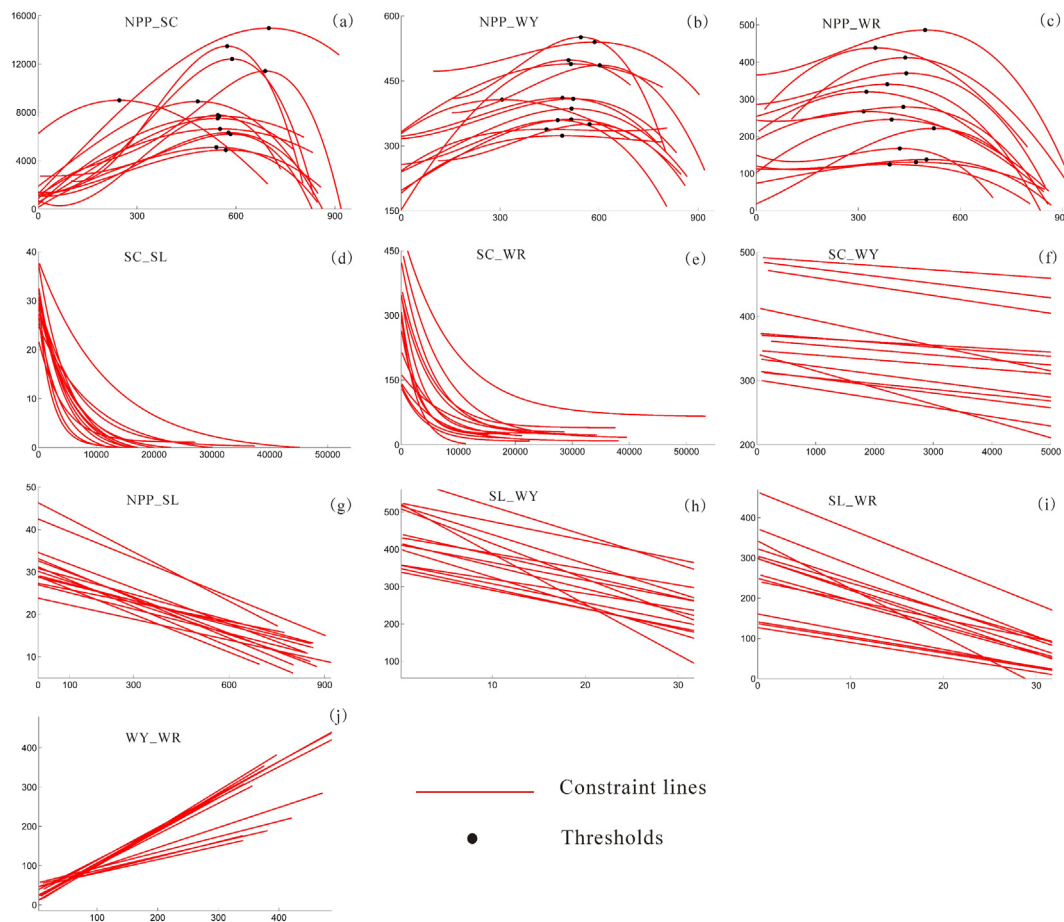 NPP_SC (a)
16000
14000
12000
8000
4000
0
0 300 600 900
NPP_WY (b)
600
450
300
150
0 300 600 900
NPP_WR (c)
500
400
300
200
100
0
0 300 600 900
SC_SL (d)
40
30
20
10
0
0 10000 20000 30000 40000 50000
SC_WR (e)
450
300
150
0
0 10000 20000 30000 40000 50000
SC_WY (f)
500
400
300
200
0 1000 2000 3000 4000 5000
NPP_SL (g)
50
40
30
20
10
0 100 300 600 900
SL_WY (h)
500
400
300
200
100
10 20 30
SL_WR (i)
400
300
200
100
0
0 10 20 30
WY_WR (j)
400
300
200
100
0
100 200 300 400
Constraint lines
Thresholds